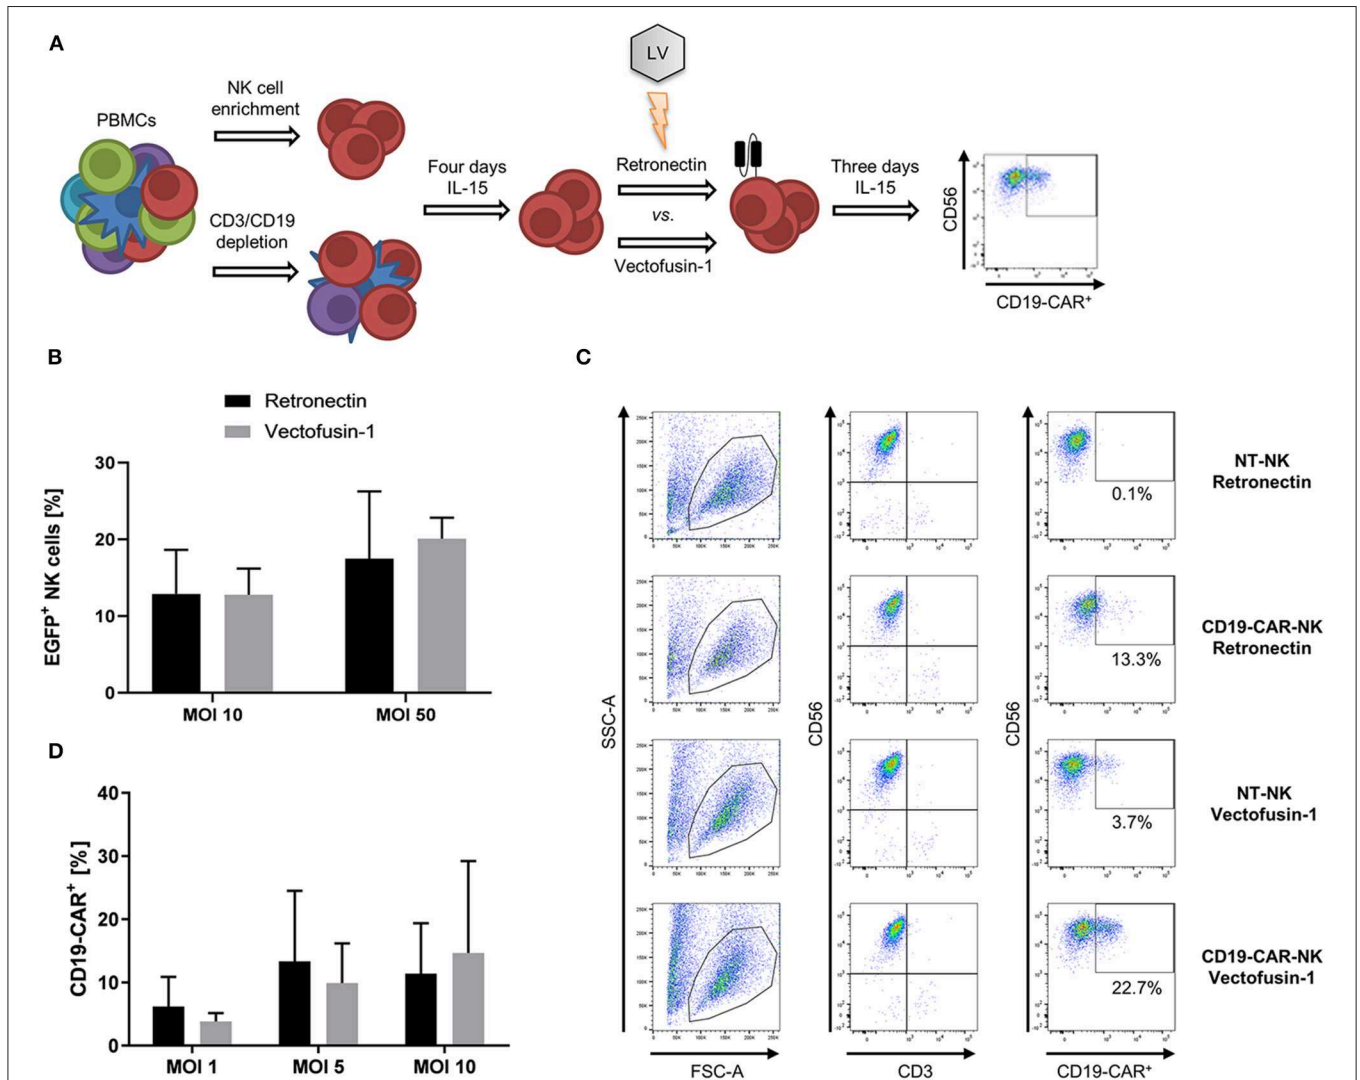 A
LV
NK cell
enrichment
PBMCs
CD3/CD19
depletion
Four days
IL-15
Retronectin
vs.
Vectofusin-1
Three days
IL-15
CD56
CD19-CAR⁺
B
Retronectin
Vectofusin-1
EGFP⁺ NK cells [%]
30
20
10
0
MOI 10
MOI 50
C
SSC-A
CD56
CD56
NT-NK
Retronectin
0.1%
CD19-CAR-NK
Retronectin
13.3%
NT-NK
Vectofusin-1
3.7%
CD19-CAR-NK
Vectofusin-1
22.7%
FSC-A
CD3
CD19-CAR⁺
D
CD19-CAR⁺ [%]
40
30
20
10
0
MOI 1
MOI 5
MOI 10